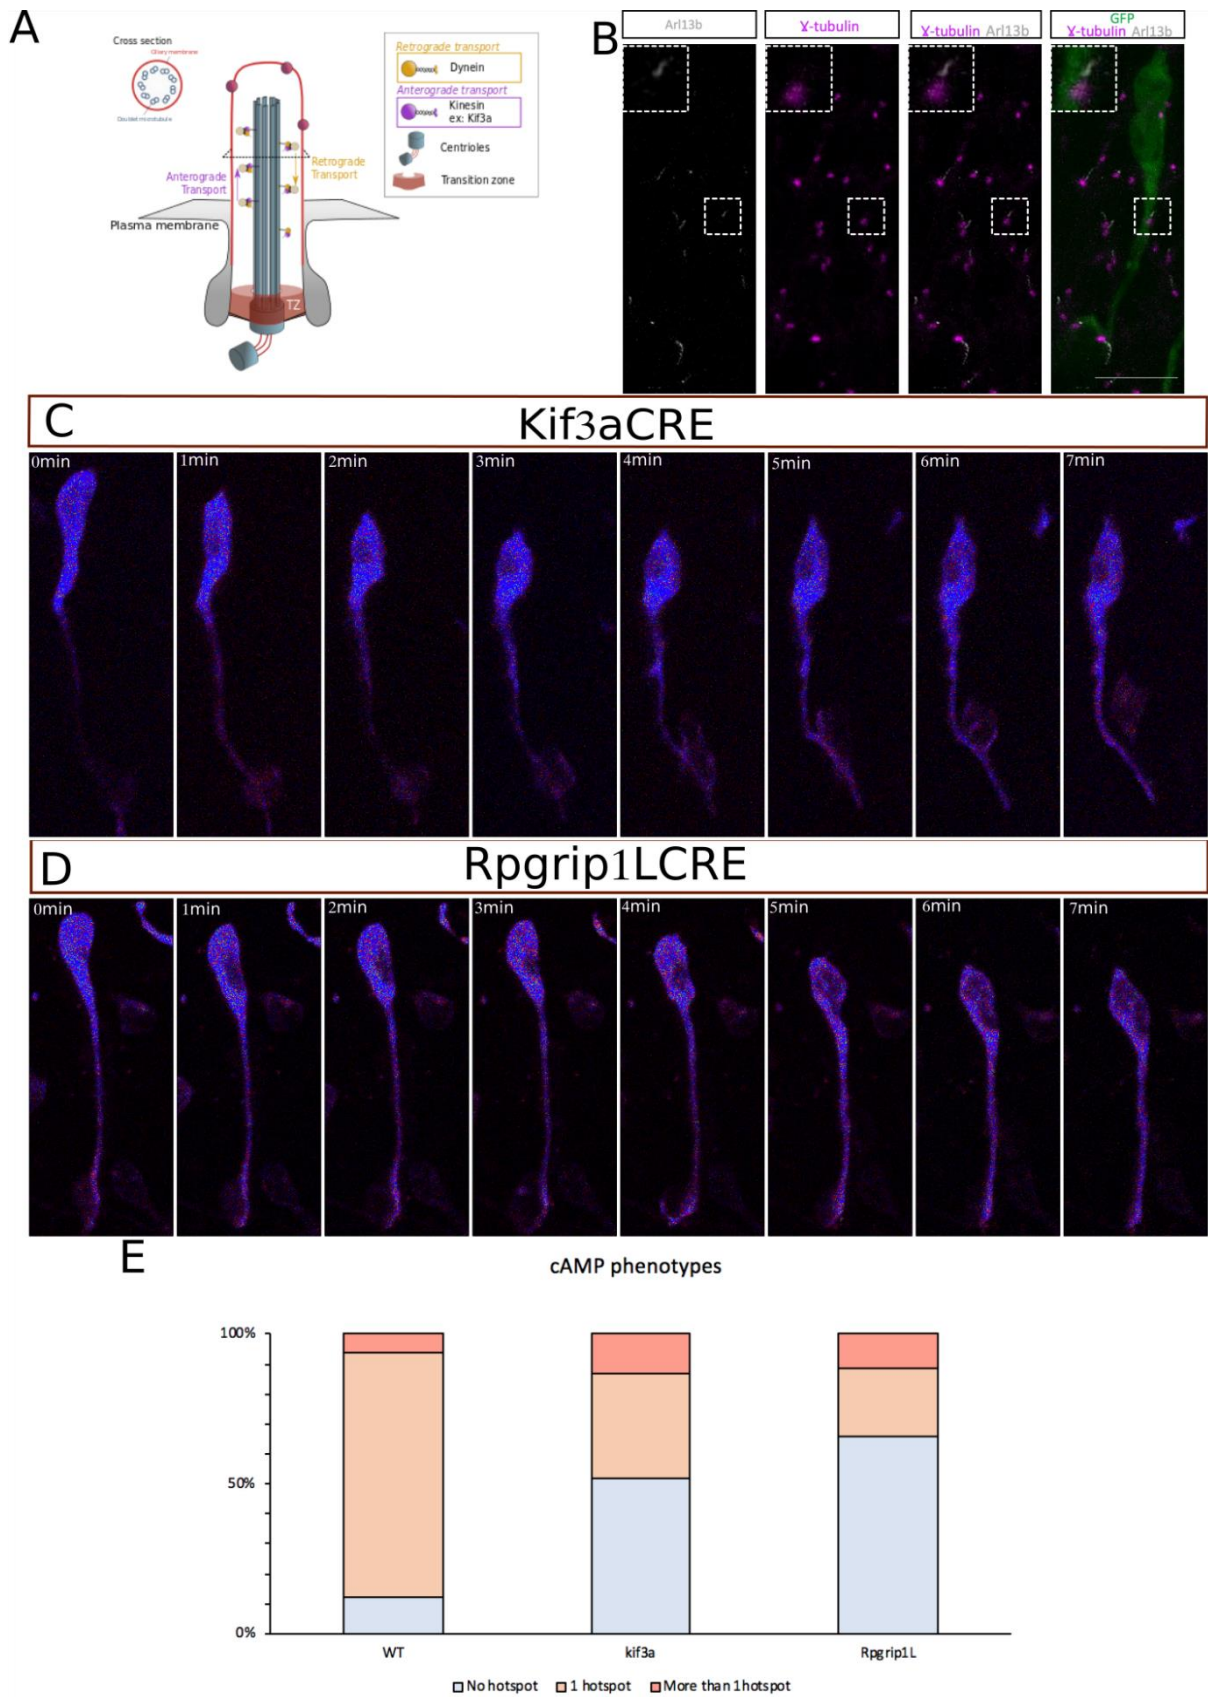 A
Cross section
Ciliary membrane
Doublet microtubule
Anterograde
Transport
Retrograde
Transport
Plasma membrane
TZ
Retrograde transport
Dynein
Anterograde transport
Kinesin
ex: Kif3a
Centrioles
Transition zone
B
Arl13b
Ɣ-tubulin
Ɣ-tubulin Arl13b
GFP
Ɣ-tubulin Arl13b
C
Kif3aCRE
0min 1min 2min 3min 4min 5min 6min 7min
D
Rpgrip1LCRE
0min 1min 2min 3min 4min 5min 6min 7min
E
cAMP phenotypes
100%
50%
0%
WT kif3a Rpgrip1L
No hotspot 1 hotspot More than 1hotspot